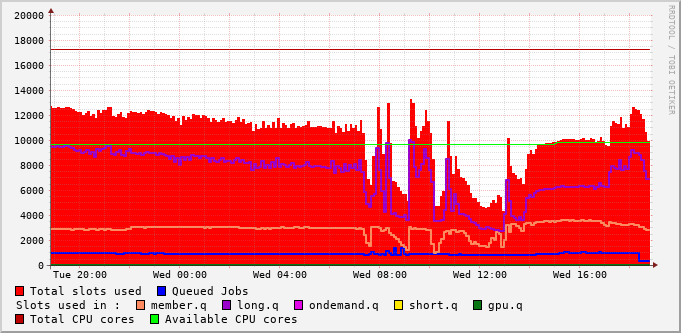 20000
18000
16000
14000
12000
10000
8000
6000
4000
2000
0
Tue 20:00 Wed 00:00 Wed 04:00 Wed 08:00 Wed 12:00 Wed 16:00
RRDTOOL / TOBI OETIKER
Total slots used Queued Jobs
Slots used in : member.q long.q ondemand.q short.q gpu.q
Total CPU cores Available CPU cores